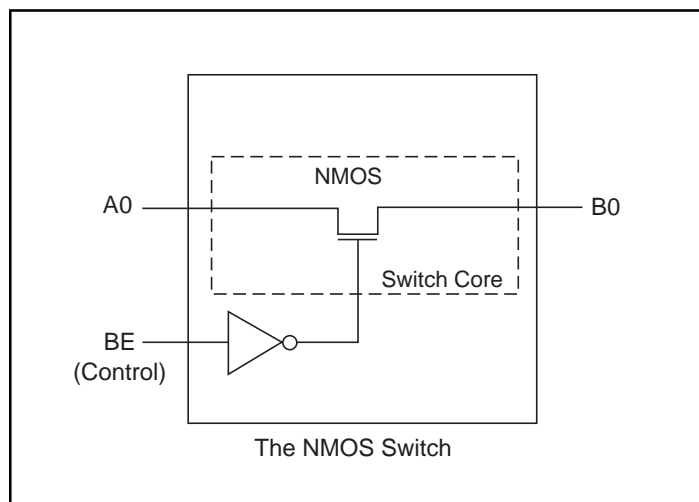 NMOS
A0
B0
Switch Core
BE
(Control)
The NMOS Switch